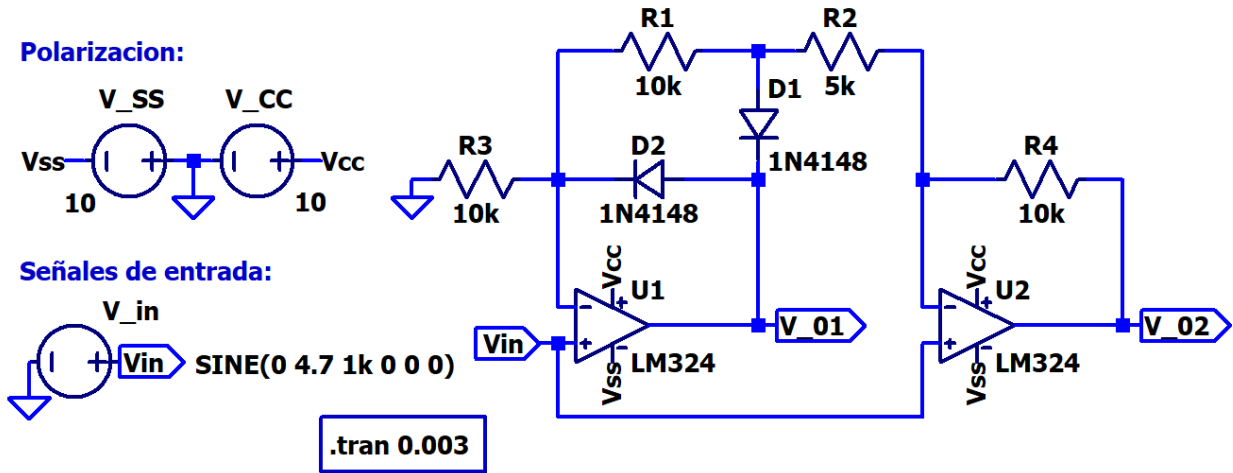 Polarizacion:
V_SS
V_CC
Vss
Vcc
10
10
Señales de entrada:
V_in
Vin
SINE(0 4.7 1k 0 0 0)
.tran 0.003
R1
10k
R2
5k
D1
1N4148
R3
10k
D2
1N4148
R4
10k
Vcc
U1
Vin
V_01
Vss
LM324
Vcc
U2
V_02
Vss
LM324